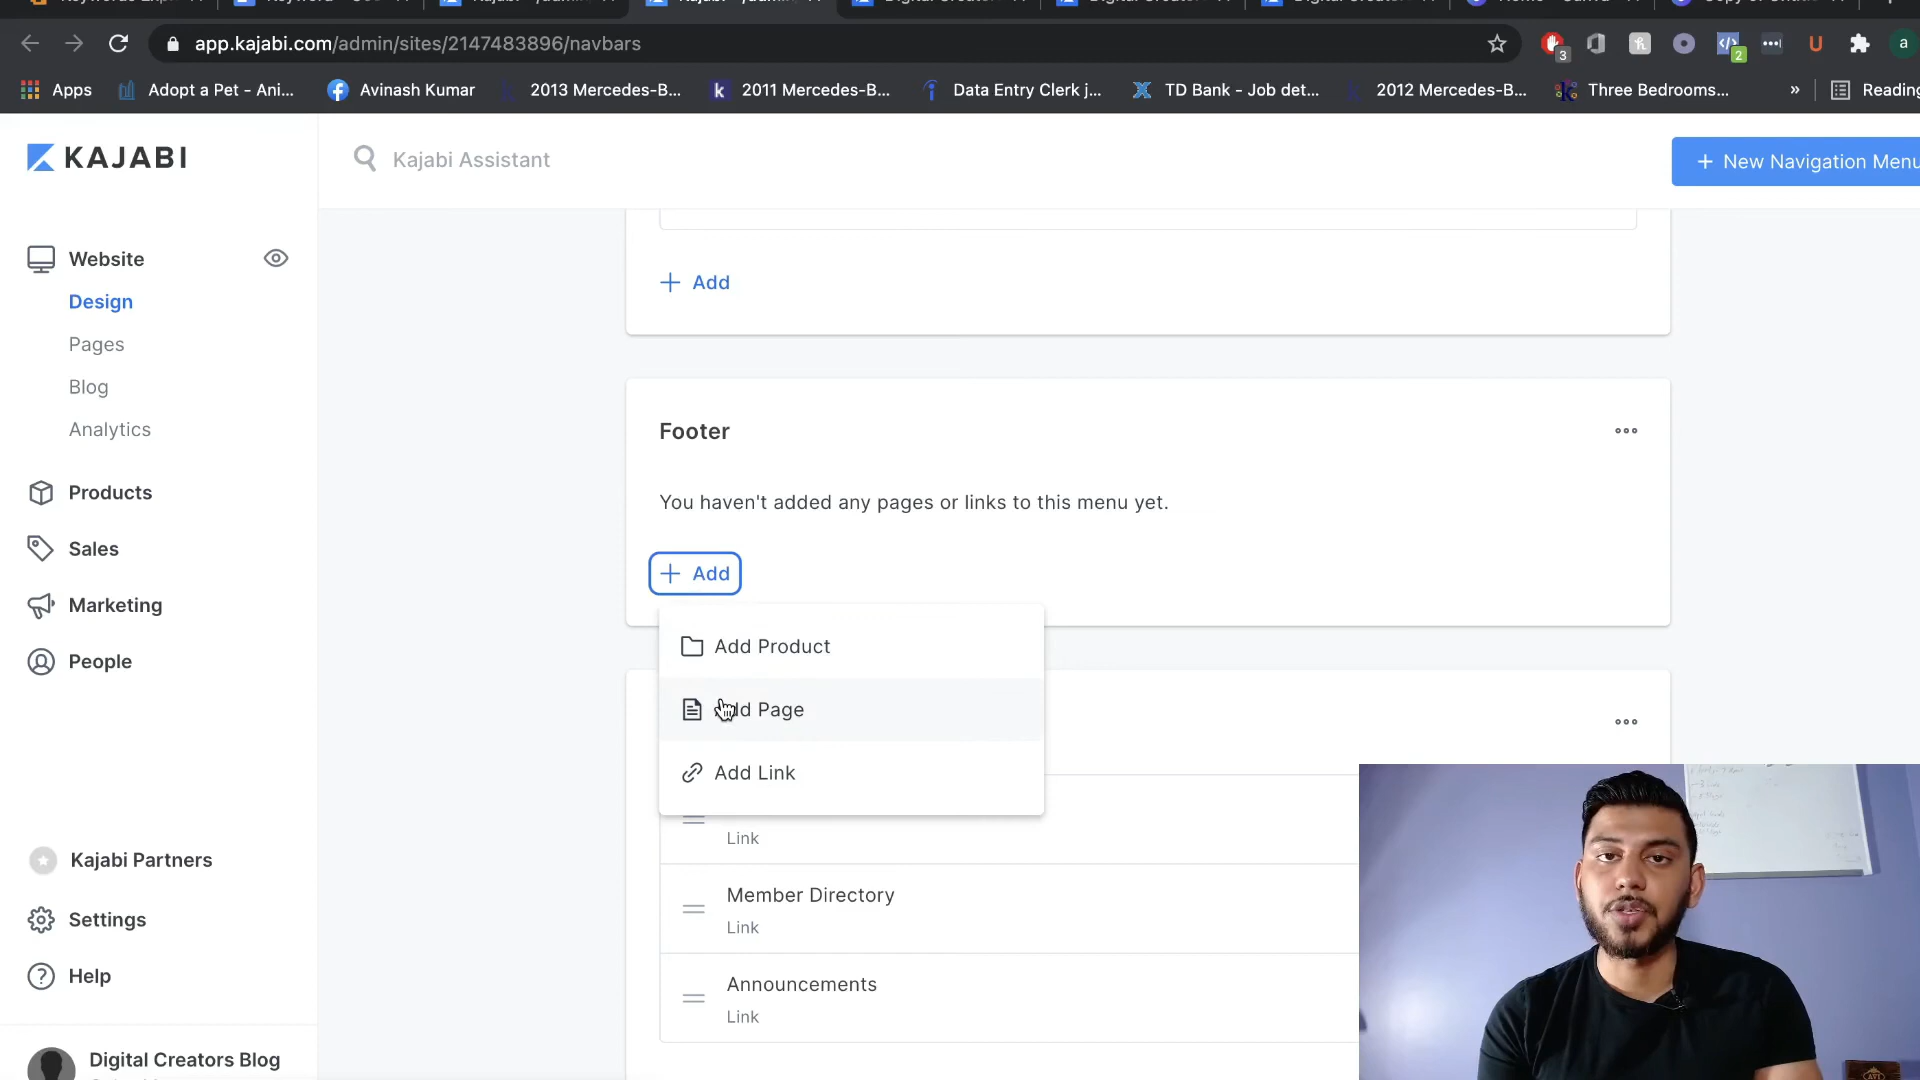 app.kajabi.com/admin/sites/2147483896/navbars
3
2
a
Apps
Adopt a Pet - Ani...
Avinash Kumar
2013 Mercedes-B...
k
2011 Mercedes-B...
Data Entry Clerk j...
TD Bank - Job det...
2012 Mercedes-B...
Three Bedrooms...
»
Reading
KAJABI
Kajabi Assistant
+ New Navigation Menu
Website
Design
Pages
Blog
Analytics
Products
Sales
Marketing
People
Kajabi Partners
Settings
Help
Digital Creators Blog
+ Add
Footer
You haven't added any pages or links to this menu yet.
+ Add
Add Product
Add Page
Add Link
Link
Member Directory
Link
Announcements
Link